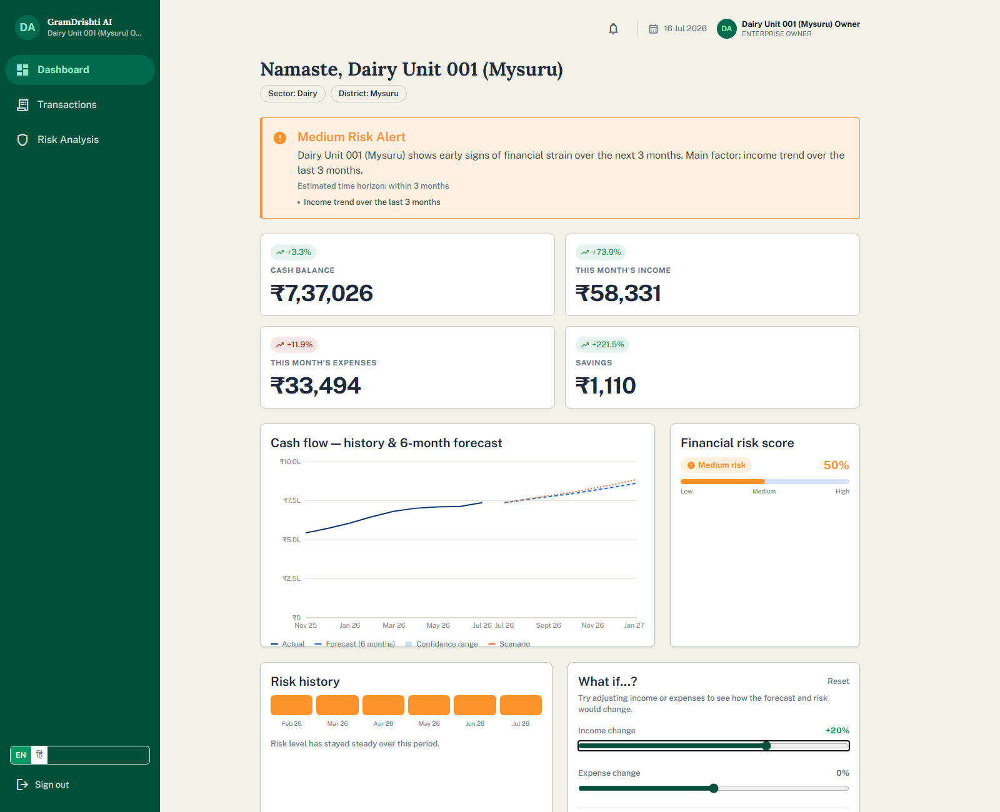 DA
GramDrishti AI
Dairy Unit 001 (Mysuru) O...
Dashboard
Transactions
Risk Analysis
EN
हिं
Sign out
16 Jul 2026
DA
Dairy Unit 001 (Mysuru) Owner
ENTERPRISE OWNER
Namaste, Dairy Unit 001 (Mysuru)
Sector: Dairy
District: Mysuru
Medium Risk Alert
Dairy Unit 001 (Mysuru) shows early signs of financial strain over the next 3 months. Main factor: income trend over the
last 3 months.
Estimated time horizon: within 3 months
• Income trend over the last 3 months
+3.3%
CASH BALANCE
₹7,37,026
+73.9%
THIS MONTH'S INCOME
₹58,331
+11.9%
THIS MONTH'S EXPENSES
₹33,494
+221.5%
SAVINGS
₹1,110
Cash flow — history & 6-month forecast
₹10.0L
₹7.5L
₹5.0L
₹2.5L
₹0
Nov 25 Jan 26 Mar 26 May 26 Jul 26 Jul 26 Sept 26 Nov 26 Jan 27
Actual Forecast (6 months) Confidence range Scenario
Financial risk score
Medium risk 50%
Low Medium High
Risk history
Feb 26 Mar 26 Apr 26 May 26 Jun 26 Jul 26
Risk level has stayed steady over this period.
What if...?
Reset
Try adjusting income or expenses to see how the forecast and risk
would change.
Income change +20%
Expense change 0%